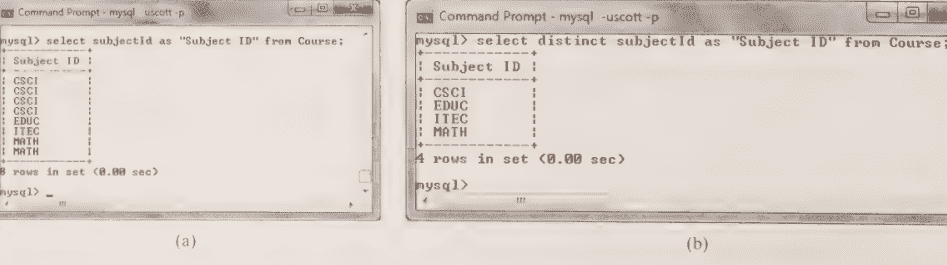 Command Prompt - mysql -uscott -p
mysql> select subjectId as "Subject ID" from Course;
Subject ID
CSCI
CSCI
CSCI
CSCI
EDUC
ITEC
MATH
MATH
8 rows in set (0.00 sec)
mysql>
(a)
Command Prompt - mysql -uscott -p
mysql> select distinct subjectId as "Subject ID" from Course;
Subject ID
CSCI
EDUC
ITEC
MATH
4 rows in set (0.00 sec)
mysql>
(b)